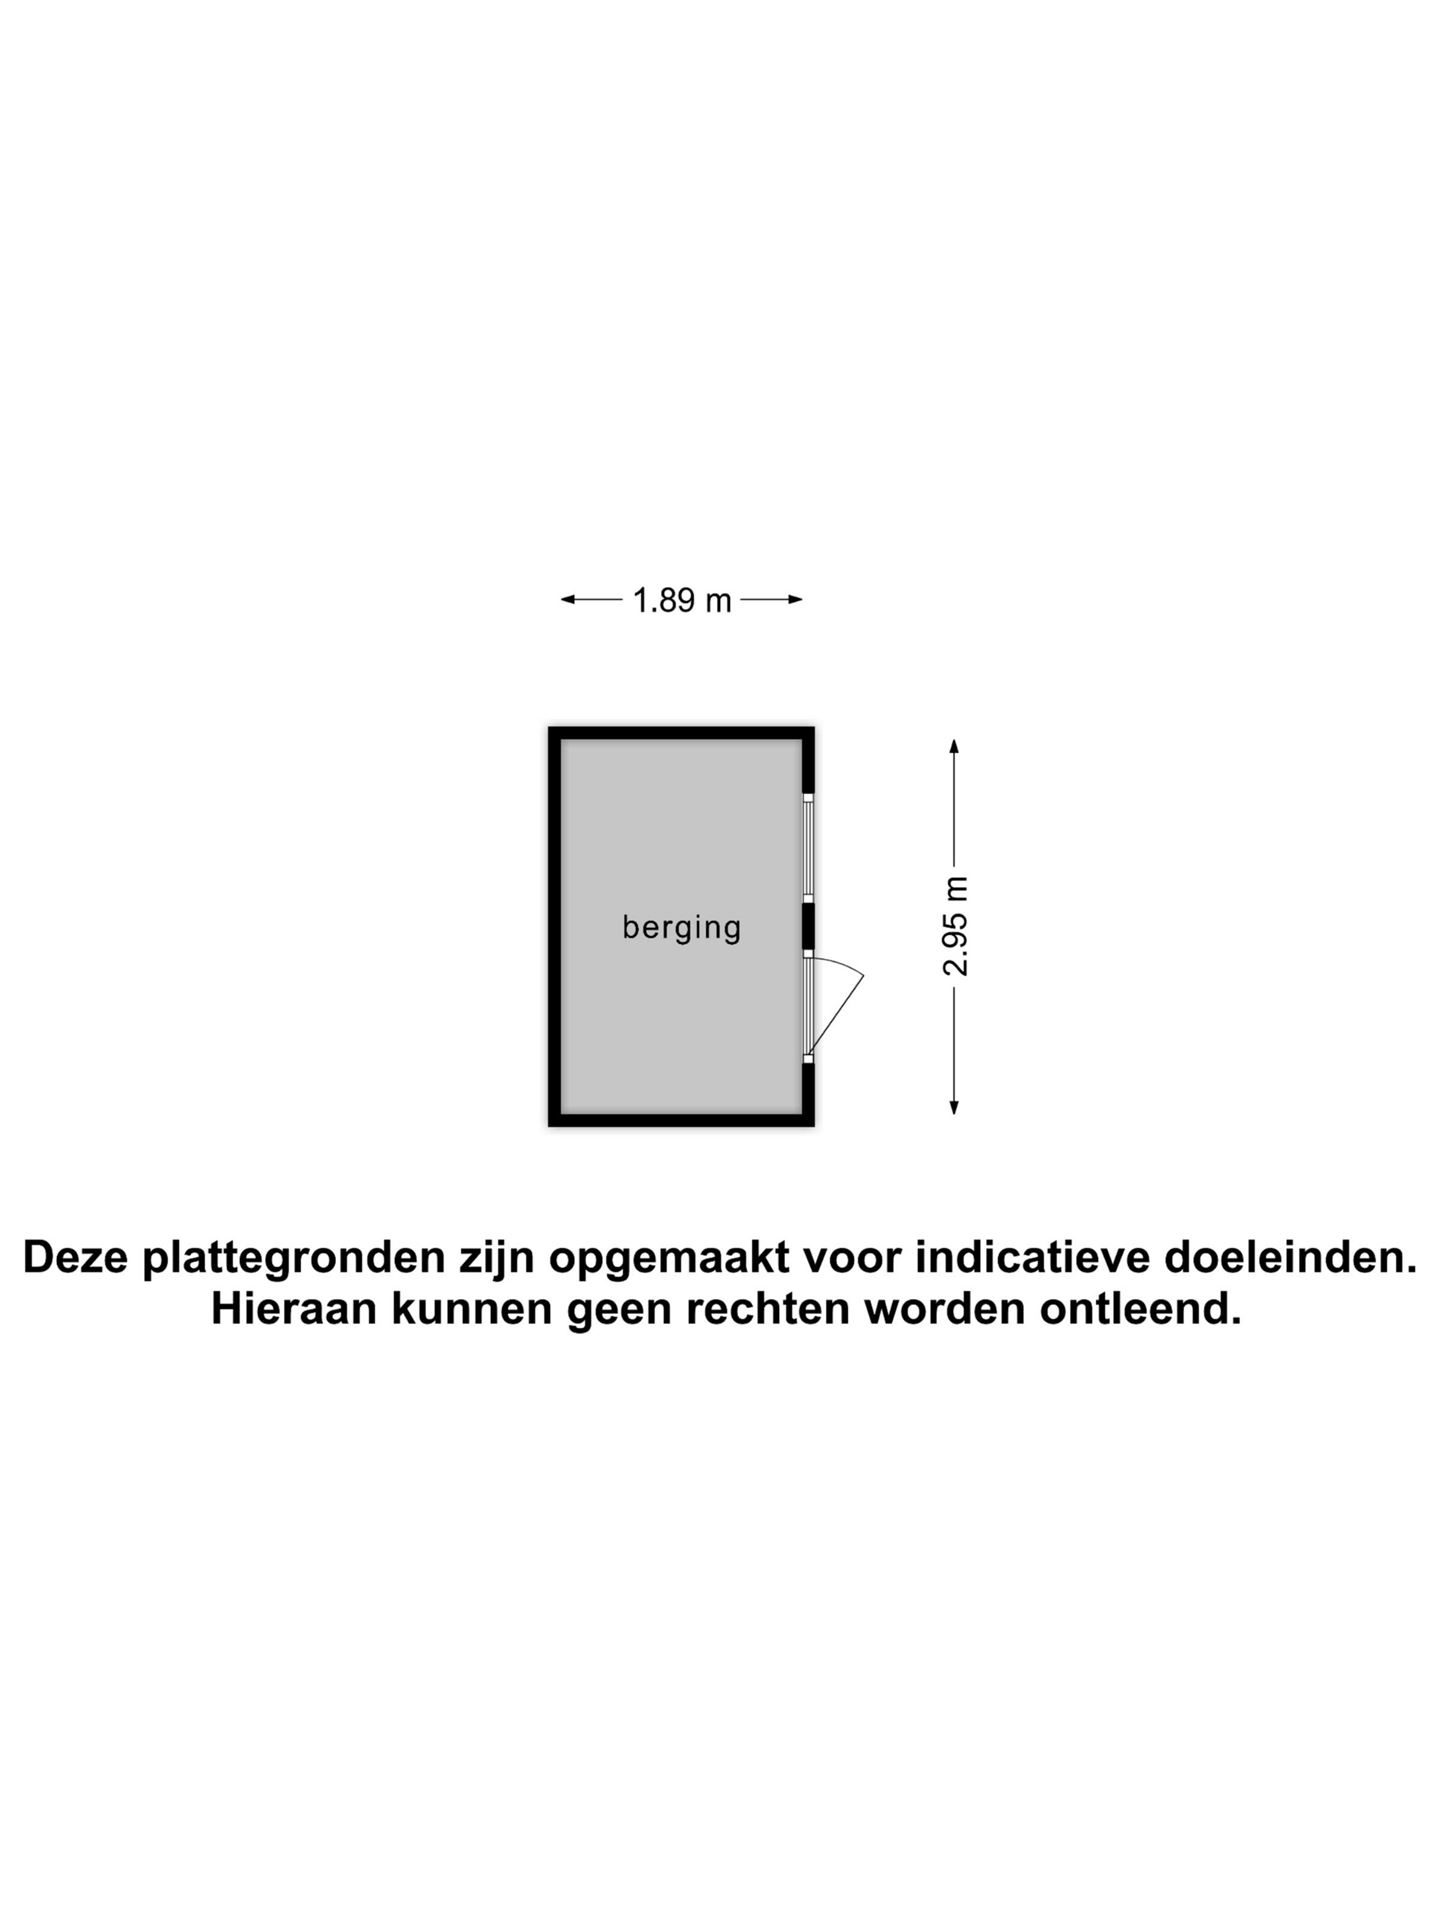 1.89 m
2.95 m
berging
Deze plattegronden zijn opgemaakt voor indicatieve doeleinden.
Hieraan kunnen geen rechten worden ontleend.